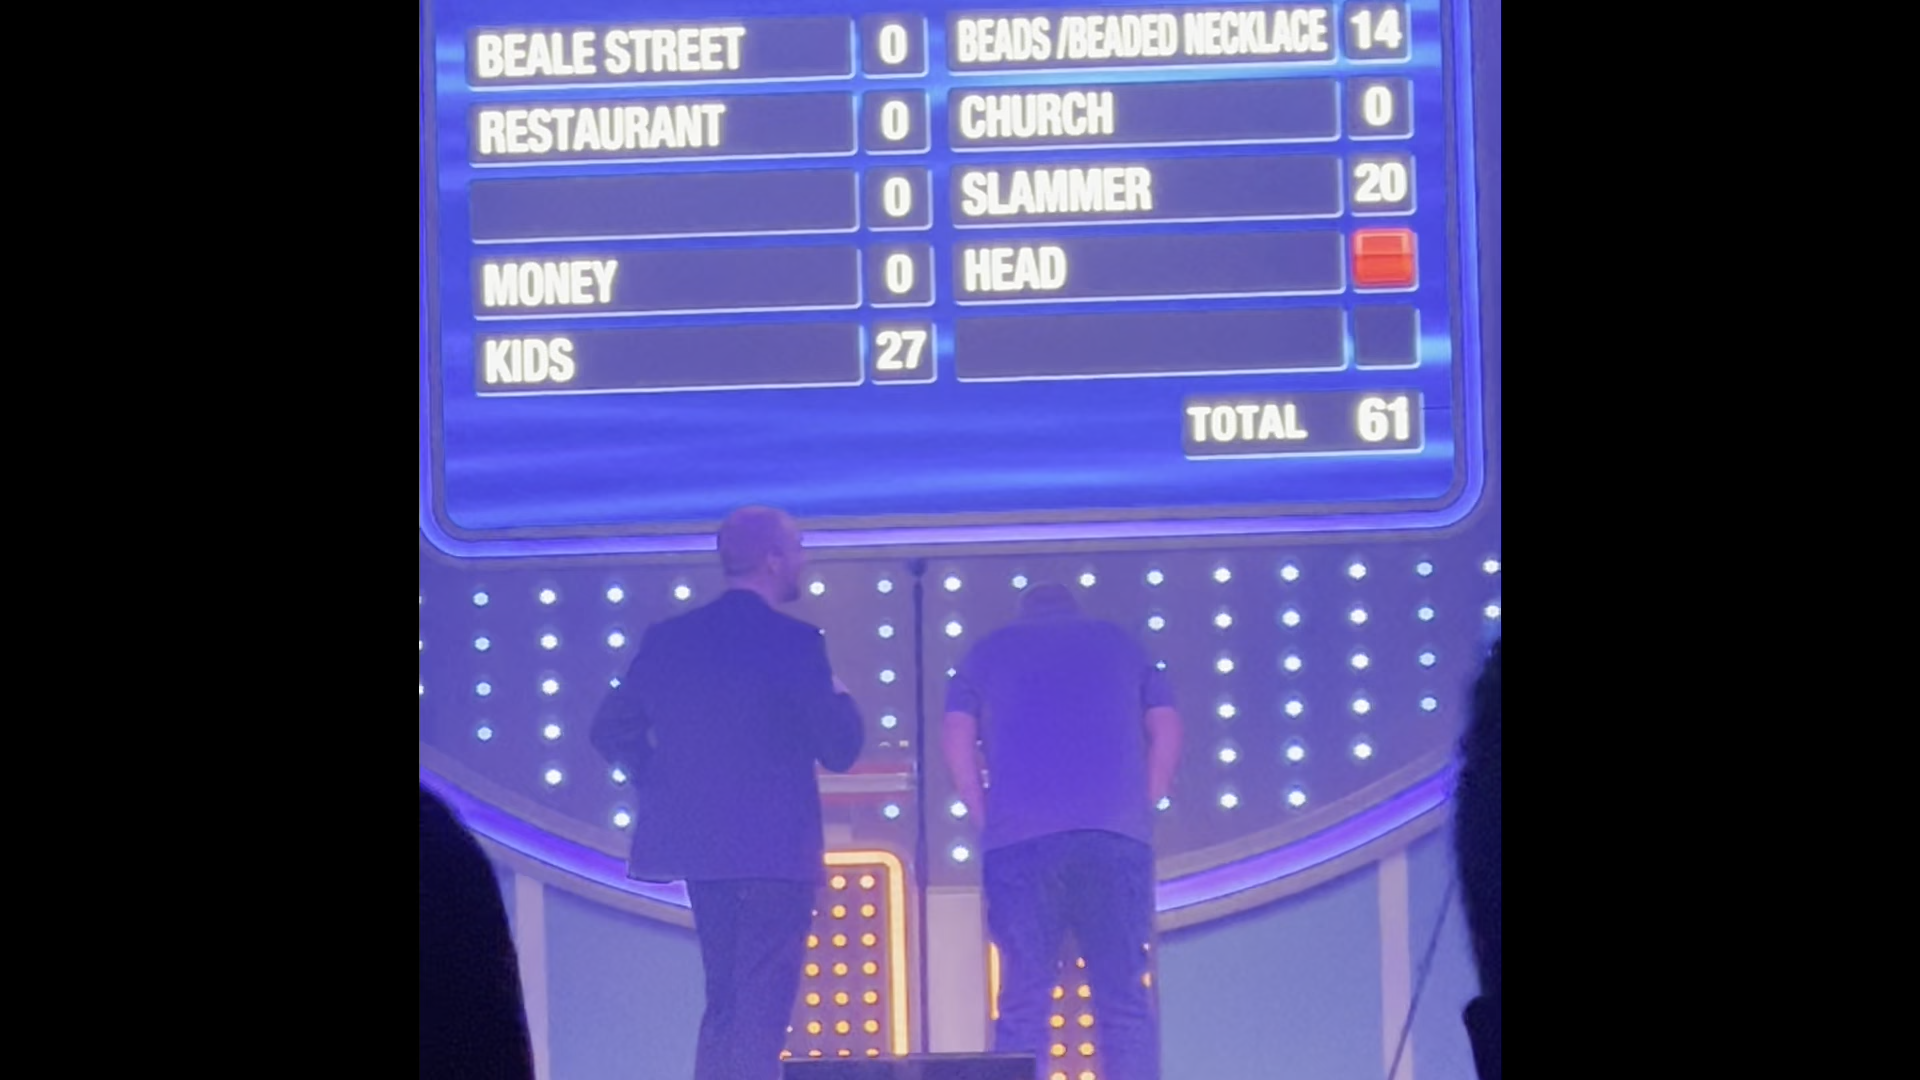 BEALE STREET 0
RESTAURANT 0
0
MONEY 0
KIDS 27
BEADS /BEADED NECKLACE 14
CHURCH 0
SLAMMER 20
HEAD
TOTAL 61